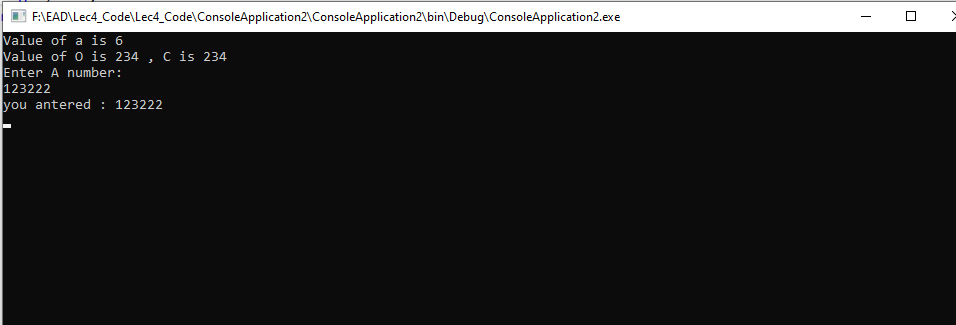 F:\EAD\Lec4_Code\Lec4_Code\ConsoleApplication2\ConsoleApplication2\bin\Debug\ConsoleApplication2.exe
Value of a is 6
Value of O is 234 , C is 234
Enter A number:
123222
you antered : 123222